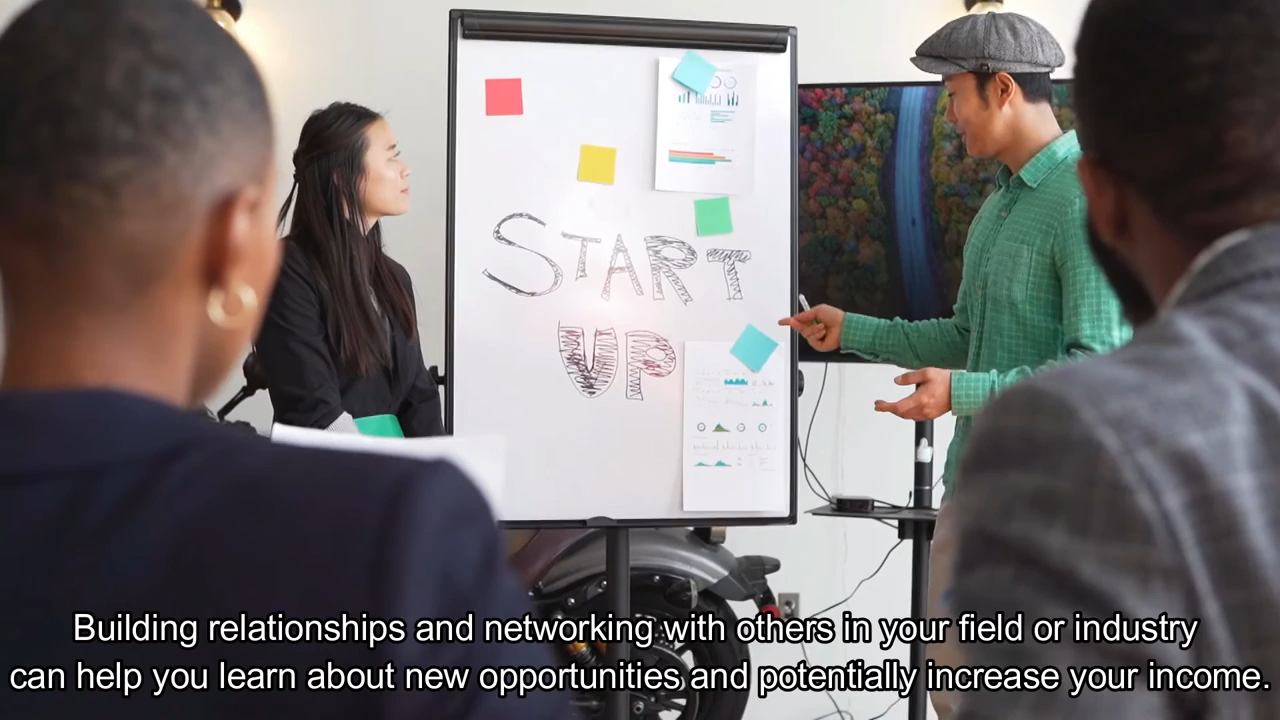 START
UP
Building relationships and networking with others in your field or industry
can help you learn about new opportunities and potentially increase your income.